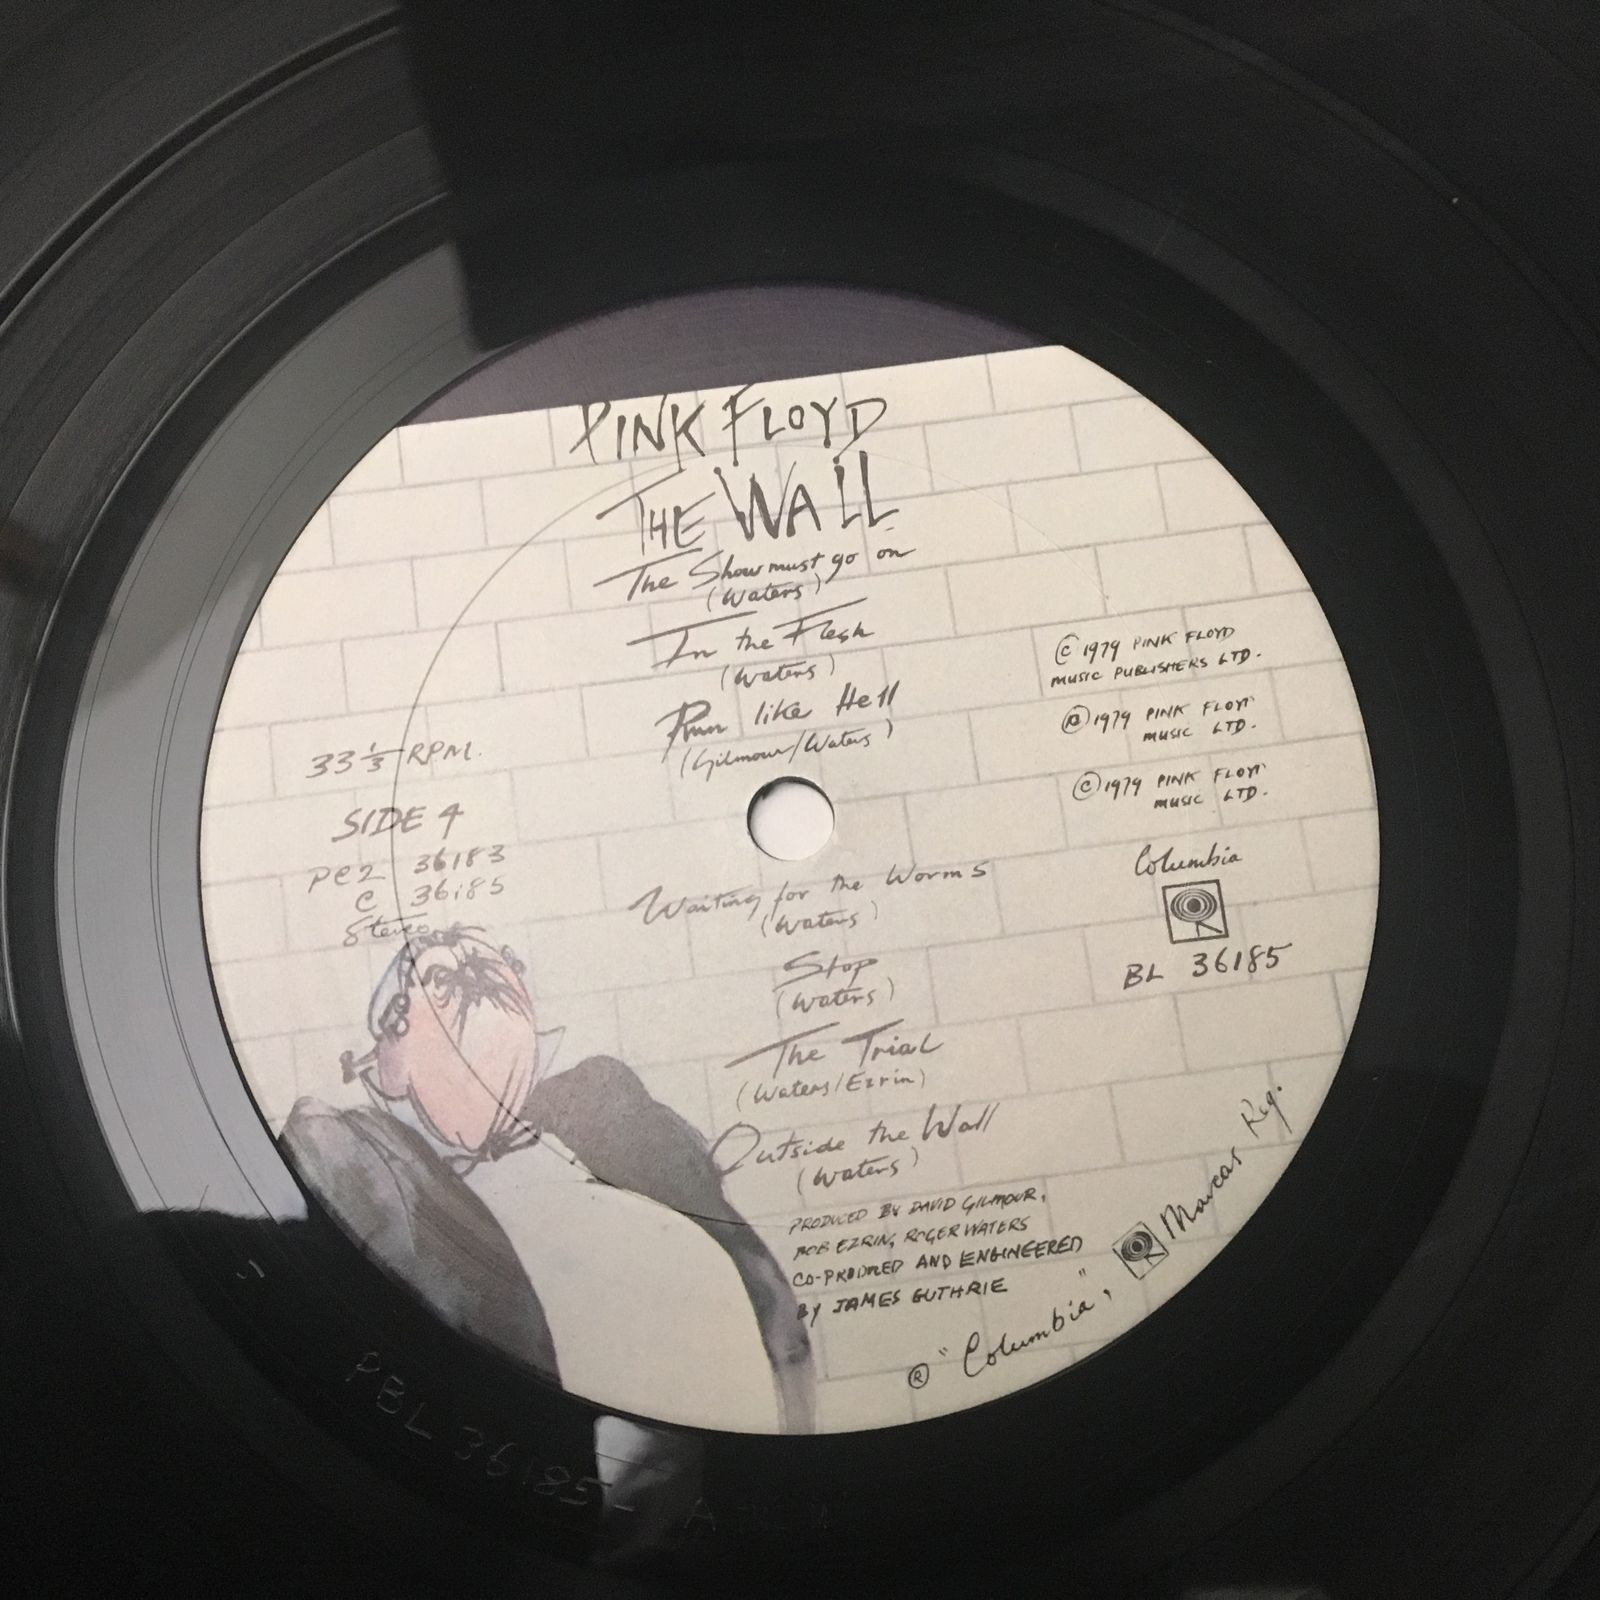 PINK FLOYD
THE WALL
The Show must go on
(Waters)
In the Flesh
(Waters)
Run like Hell
(Gilmour/Waters)
33 1/3 RPM.
SIDE 4
PC2 36183
C 36185
Stereo
Ⓒ 1979 PINK FLOYD
MUSIC PUBLISHERS LTD.
Ⓟ 1979 PINK FLOYD
MUSIC LTD.
Ⓒ 1979 PINK FLOYD
MUSIC LTD.
Columbia
BL 36185
Waiting for the Worms
(Waters)
Stop
(Waters)
The Trial
(Waters/Ezrin)
Outside the Wall
(Waters)
PRODUCED BY DAVID GILMOUR,
BOB EZRIN, ROGER WATERS
CO-PRODUCED AND ENGINEERED
BY JAMES GUTHRIE
® "Columbia", Marcas Reg.
PBL 36185-